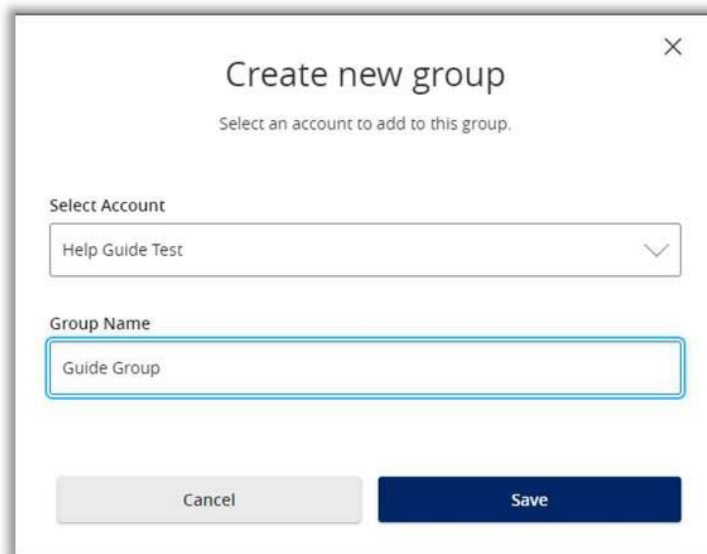 Create new group
Select an account to add to this group.
Select Account
Help Guide Test
Group Name
Guide Group
Cancel
Save